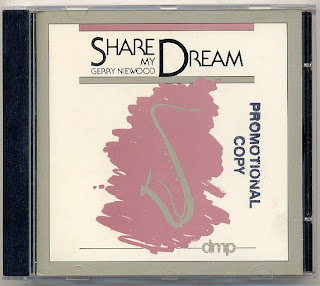 SHARE
MY
GERRY NIEWOOD
DREAM
PROMOTIONAL
COPY
dmp